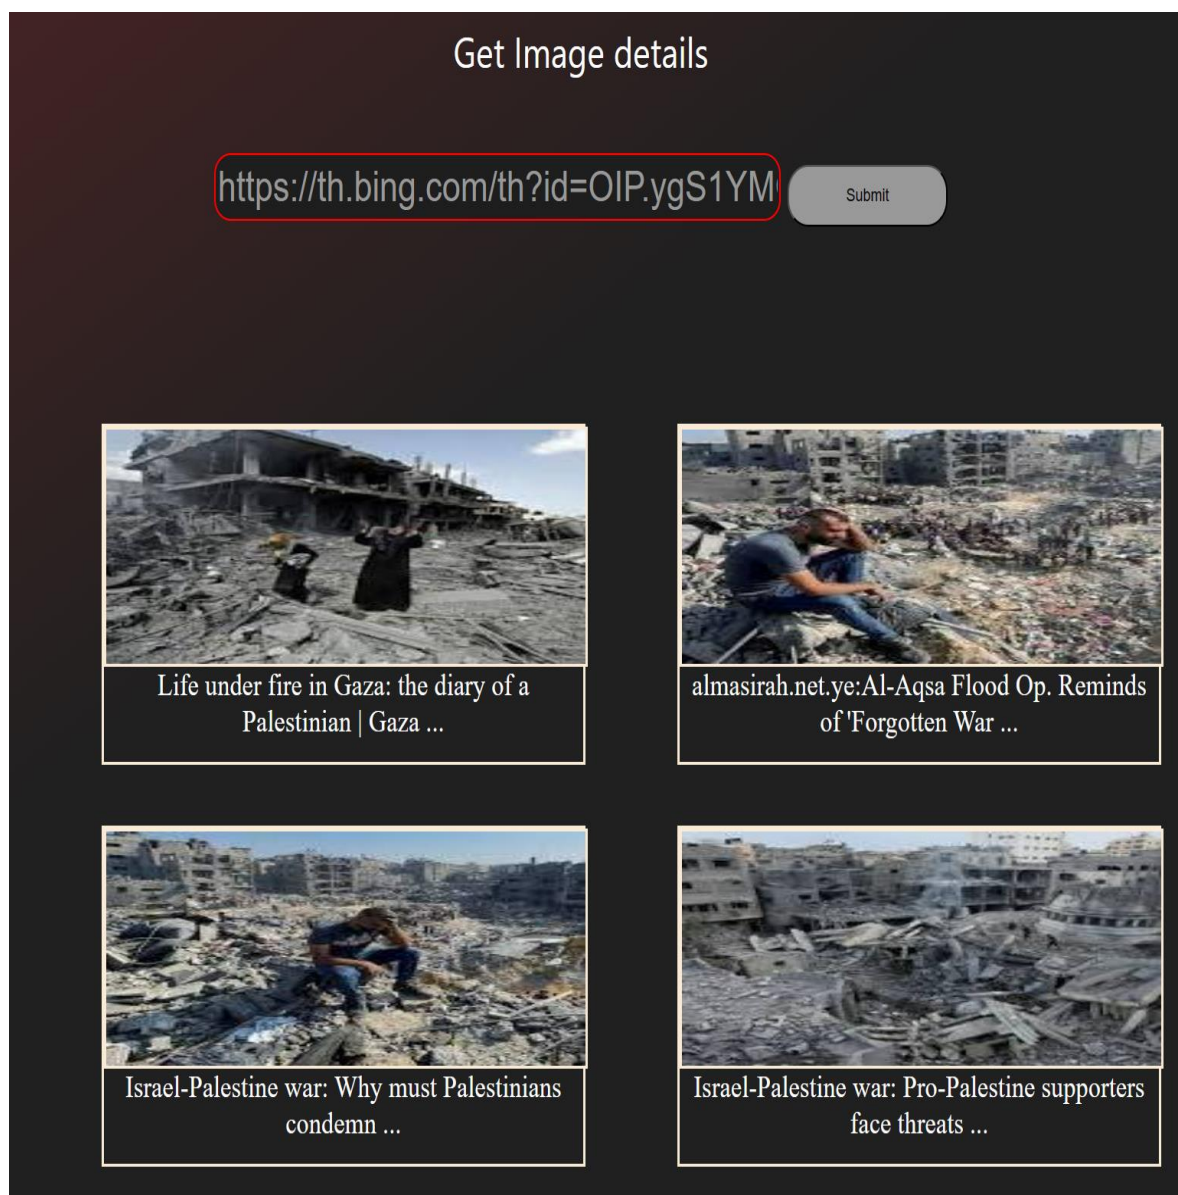 Get Image details
https://th.bing.com/th?id=OIP.ygS1YM
Submit
Life under fire in Gaza: the diary of a
Palestinian | Gaza ...
almasirah.net.ye:Al-Aqsa Flood Op. Reminds
of 'Forgotten War ...
Israel-Palestine war: Why must Palestinians
condemn ...
Israel-Palestine war: Pro-Palestine supporters
face threats ...